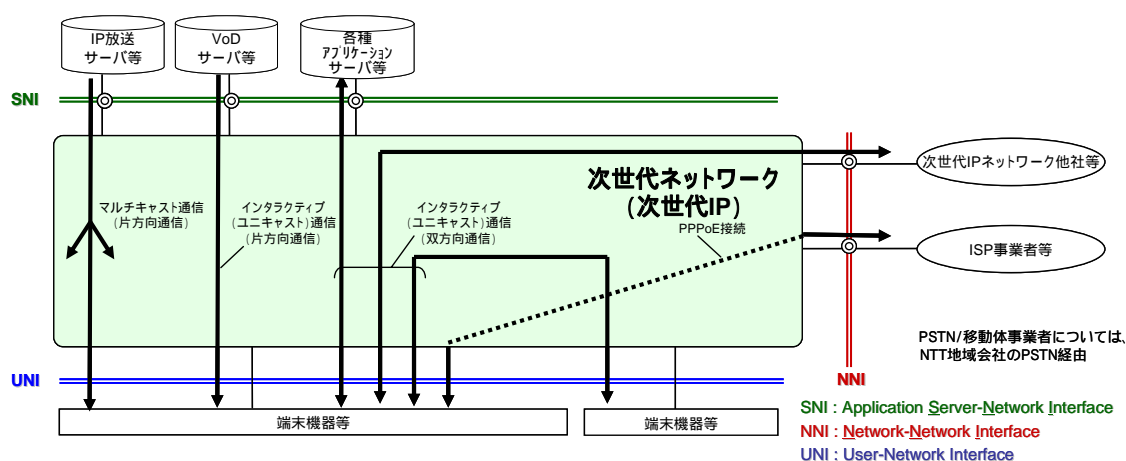 IP放送
サーバ等
VoD
サーバ等
各種
アプリケーション
サーバ等
SNI
マルチキャスト通信
(片方向通信)
インタラクティブ
(ユニキャスト)通信
(片方向通信)
インタラクティブ
(ユニキャスト)通信
(双方向通信)
次世代ネットワーク
(次世代IP)
PPPoE接続
次世代IPネットワーク他社等
ISP事業者等
PSTN/移動体事業者については、
NTT地域会社のPSTN経由
UNI
NNI
端末機器等
端末機器等
SNI : Application Server-Network Interface
NNI : Network-Network Interface
UNI : User-Network Interface